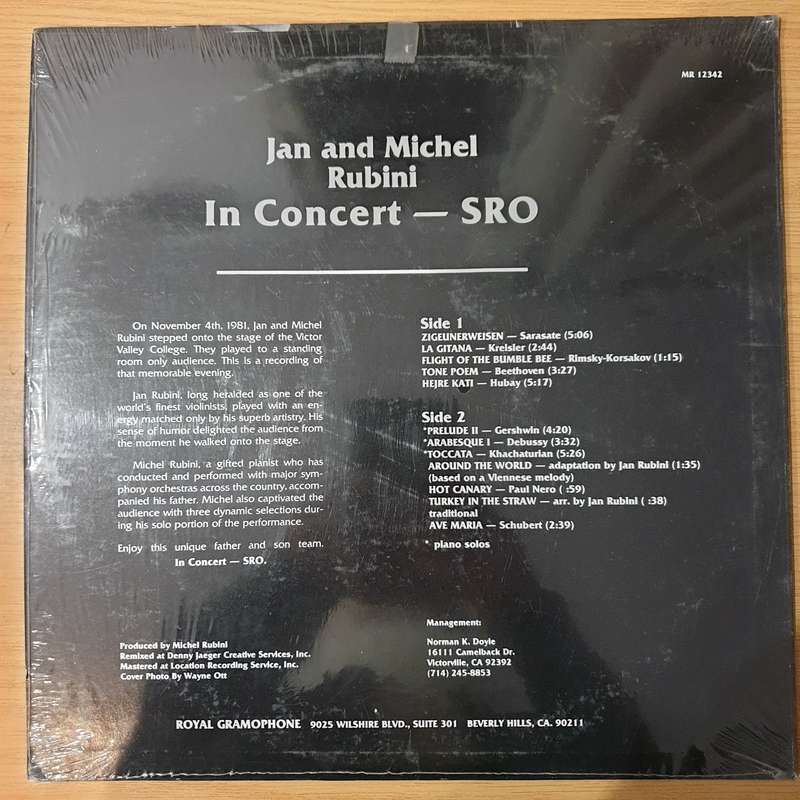 MR 12342
Jan and Michel
Rubini
In Concert — SRO
On November 4th, 1981, Jan and Michel
Rubini stepped onto the stage of the Victor
Valley College. They played to a standing
room only audience. This is a recording of
that memorable evening.
Jan Rubini, long heralded as one of the
world's finest violinists, played with an en-
ergy matched only by his superb artistry. His
sense of humor delighted the audience from
the moment he walked onto the stage.
Michel Rubini, a gifted pianist who has
conducted and performed with major sym-
phony orchestras across the country, accom-
panied his father. Michel also captivated the
audience with three dynamic selections dur-
ing his solo portion of the performance.
Enjoy this unique father and son team.
In Concert — SRO.
Side 1
ZIGEUNERWEISEN — Sarasate (5:06)
LA GITANA — Kreisler (2:44)
FLIGHT OF THE BUMBLE BEE — Rimsky-Korsakov (1:15)
TONE POEM — Beethoven (3:27)
HEJRE KATI — Hubay (5:17)
Side 2
*PRELUDE II — Gershwin (4:20)
*ARABESQUE I — Debussy (3:32)
*TOCCATA — Khachaturian (5:26)
AROUND THE WORLD — adaptation by Jan Rubini (1:35)
(based on a Viennese melody)
HOT CANARY — Paul Nero ( :59)
TURKEY IN THE STRAW — arr. by Jan Rubini ( :38)
traditional
AVE MARIA — Schubert (2:39)
* piano solos
Produced by Michel Rubini
Remixed at Denny Jaeger Creative Services, Inc.
Mastered at Location Recording Service, Inc.
Cover Photo By Wayne Ott
Management:
Norman K. Doyle
16111 Camelback Dr.
Victorville, CA 92392
(714) 245-8853
ROYAL GRAMOPHONE 9025 WILSHIRE BLVD., SUITE 301 BEVERLY HILLS, CA. 90211